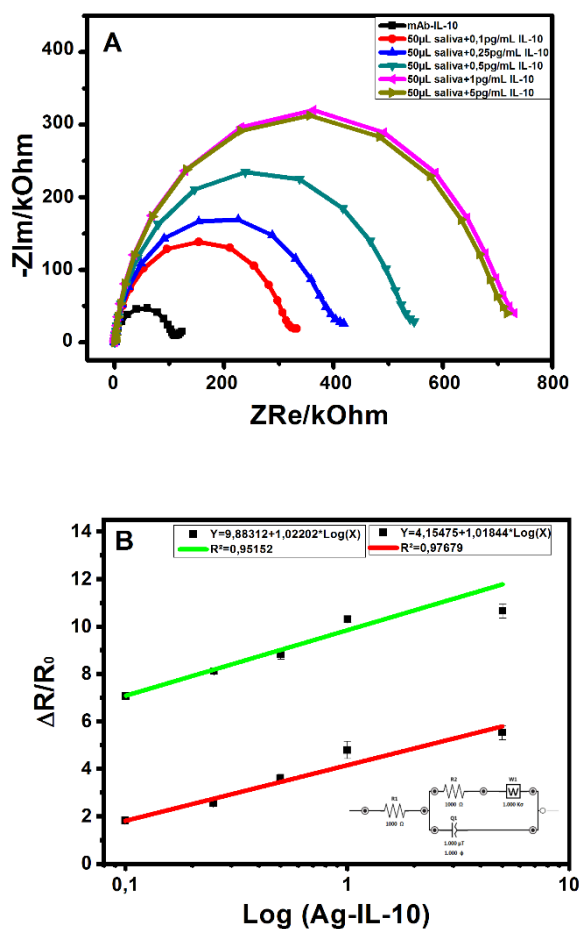 A
mAb-IL-10
50µL saliva+0,1pg/mL IL-10
50µL saliva+0,25pg/mL IL-10
50µL saliva+0,5pg/mL IL-10
50µL saliva+1pg/mL IL-10
50µL saliva+5pg/mL IL-10
400
300
200
100
0
-ZIm/kOhm
0 200 400 600 800
ZRe/kOhm
B
Y=9,88312+1,02202*Log(X)
R²=0,95152
Y=4,15475+1,01844*Log(X)
R²=0,97679
14
12
10
8
6
4
2
0
ΔR/R₀
R1
1000 Ω
R2
1000 Ω
W1
W
1.000 Kσ
Q1
1.000 µT
1.000 ϕ
0,1 1 10
Log (Ag-IL-10)